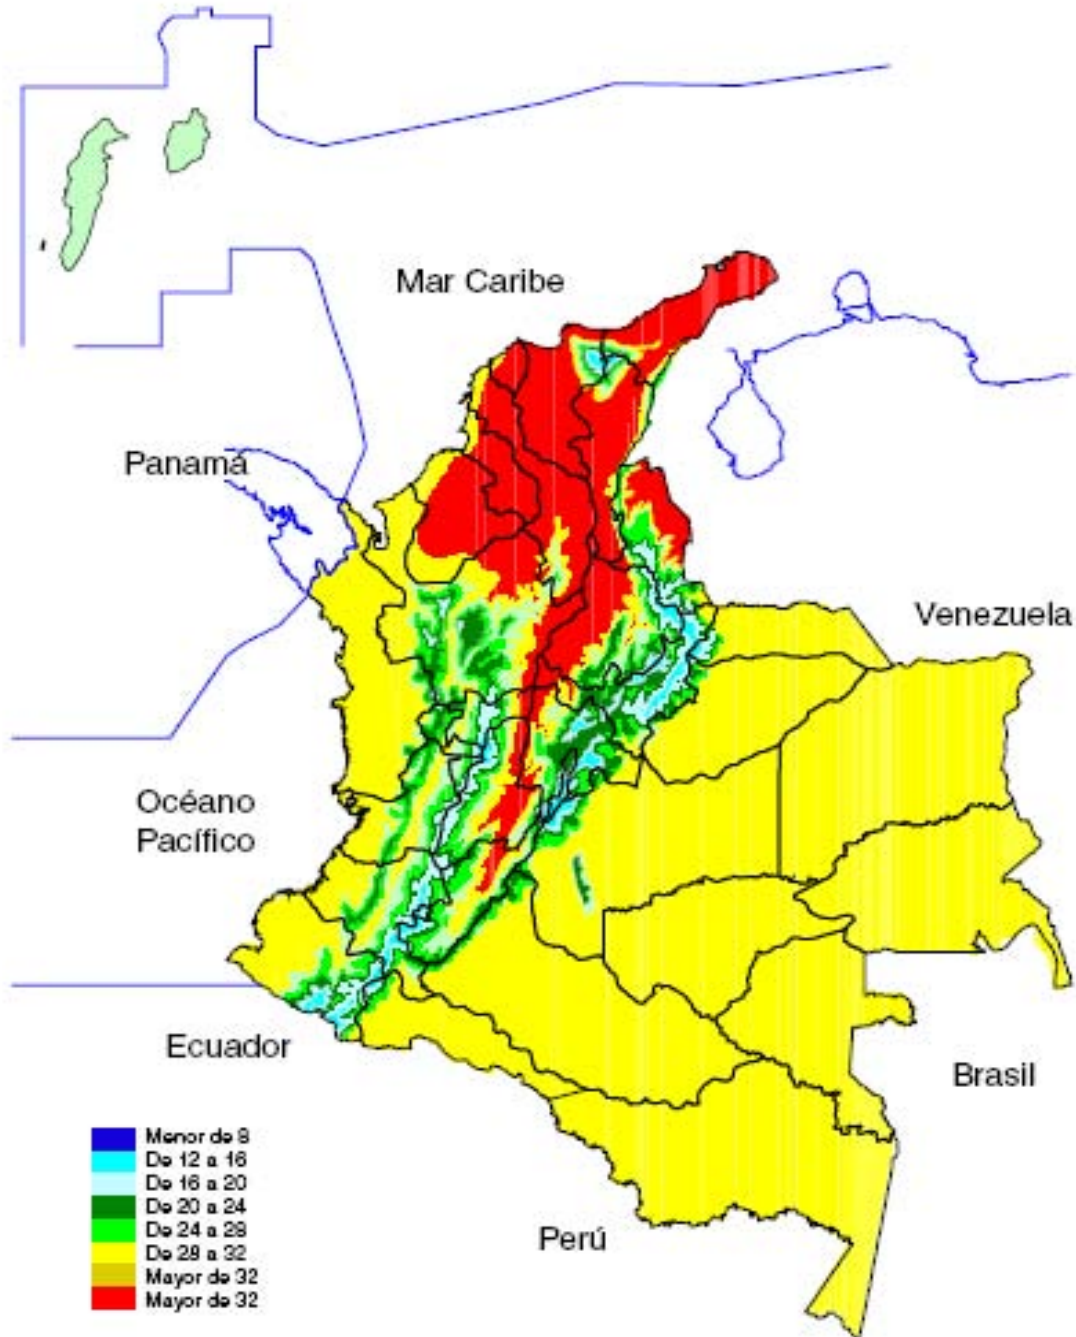 Mar Caribe
Panamá
Venezuela
Océano
Pacífico
Ecuador
Brasil
Perú
Menor de 8
De 12 a 16
De 16 a 20
De 20 a 24
De 24 a 28
De 28 a 32
Mayor de 32
Mayor de 32